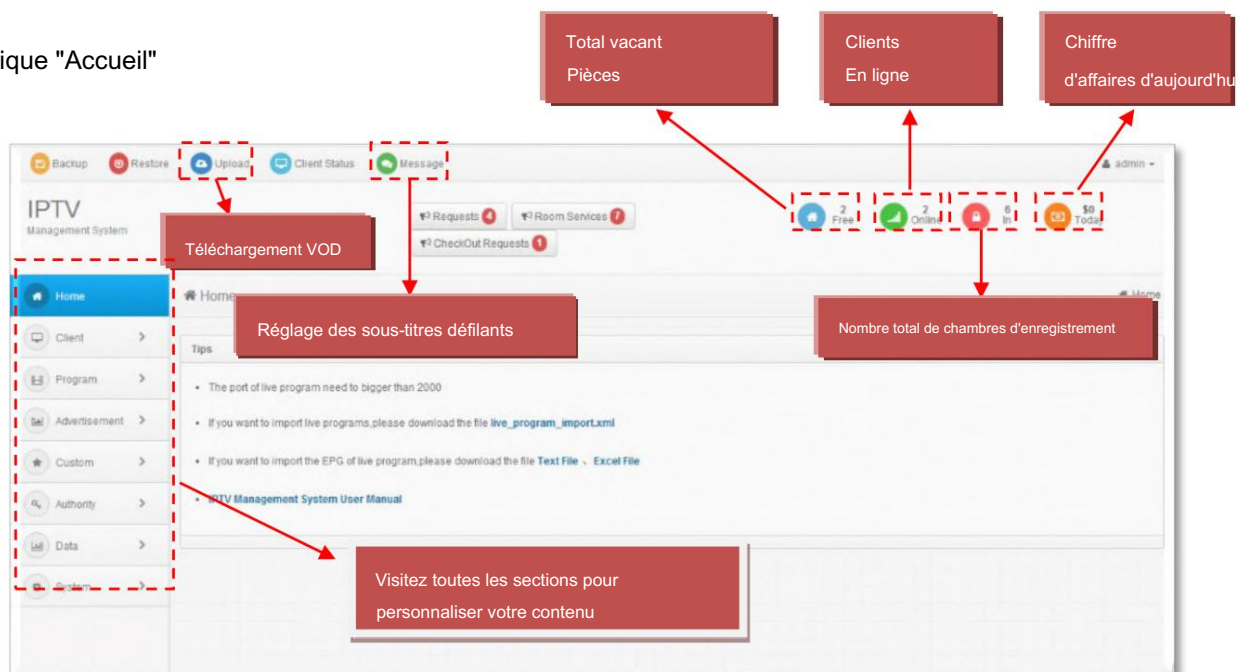 ique "Accueil"
Total vacant
Pièces
Clients
En ligne
Chiffre
d'affaires d'aujourd'hu
Backup
Restore
Upload
Client Status
Message
admin
IPTV
Management System
Requests 4
Room Services 7
CheckOut Requests 1
2
Free
2
Online
6
In
$0
Today
Téléchargement VOD
Home
Home
Home
Réglage des sous-titres défilants
Nombre total de chambres d'enregistrement
Client
Program
Advertisement
Custom
Authority
Data
System
Tips
• The port of live program need to bigger than 2000
• If you want to import live programs,please download the file live_program_import.xml
• If you want to import the EPG of live program,please download the file Text File 、 Excel File
• IPTV Management System User Manual
Visitez toutes les sections pour
personnaliser votre contenu